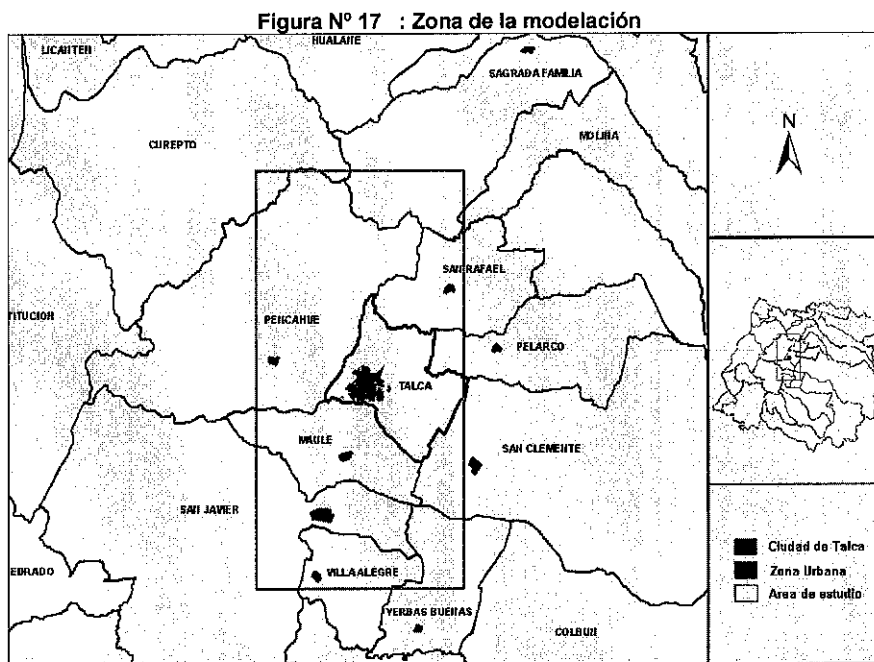 Figura Nº 17 : Zona de la modelación
LICANTEN
HUALAÑE
SAGRADA FAMILIA
MOLINA
N
CUREPTO
SAN RAFAEL
TITUCION
PENCAHUE
PELARCO
TALCA
MAULE
SAN CLEMENTE
SAN JAVIER
EDRADO
VILLA ALEGRE
YERBAS BUENAS
COLBUN
Ciudad de Talca
Zona Urbana
Area de estudio